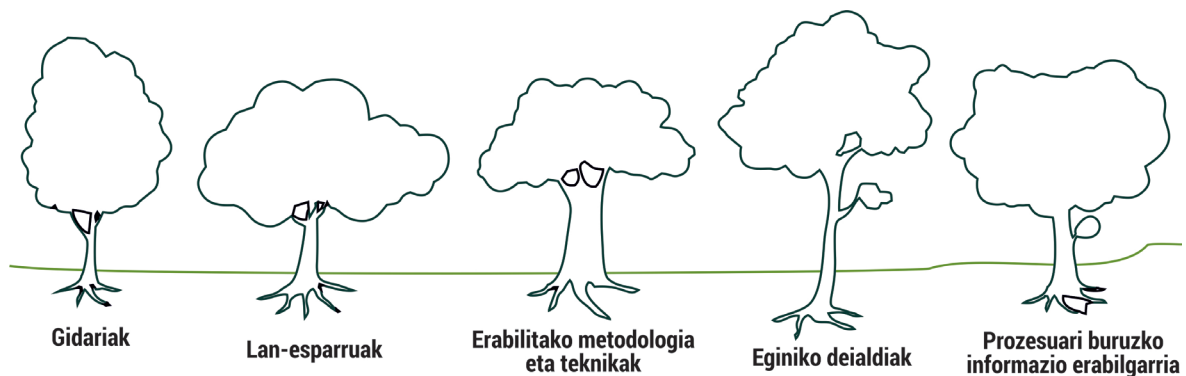 Gidariak
Lan-esparruak
Erabilitako metodologia
eta teknikak
Eginiko deialdiak
Prozesuari buruzko
informazio erabilgarria